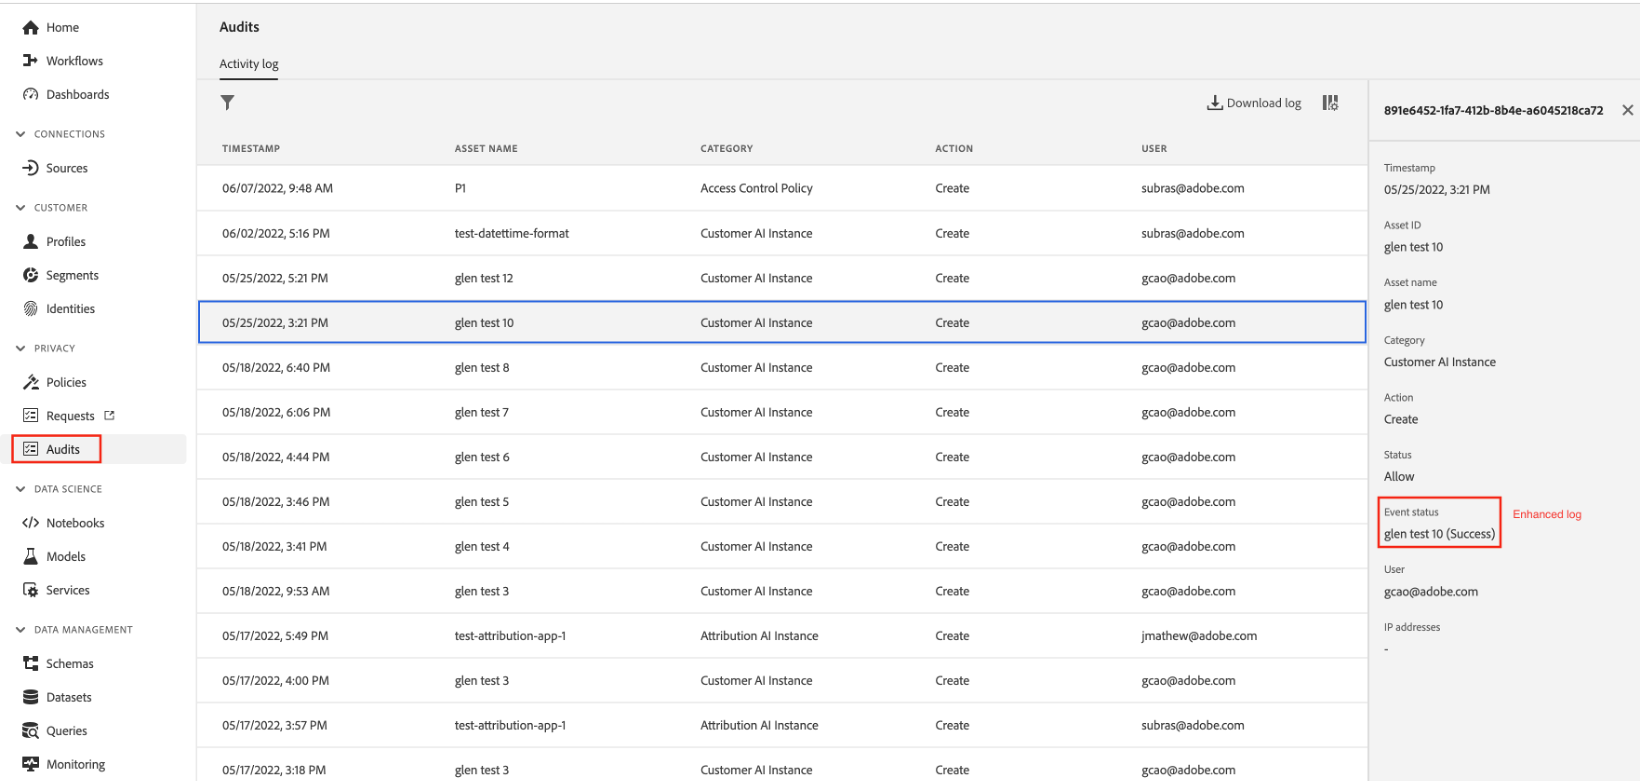 Home
Workflows
Dashboards
CONNECTIONS
Sources
CUSTOMER
Profiles
Segments
Identities
PRIVACY
Policies
Requests
Audits
DATA SCIENCE
Notebooks
Models
Services
DATA MANAGEMENT
Schemas
Datasets
Queries
Monitoring
Audits
Activity log
Download log
TIMESTAMP ASSET NAME CATEGORY ACTION USER
06/07/2022, 9:48 AM P1 Access Control Policy Create subras@adobe.com
06/02/2022, 5:16 PM test-datettime-format Customer AI Instance Create subras@adobe.com
05/25/2022, 5:21 PM glen test 12 Customer AI Instance Create gcao@adobe.com
05/25/2022, 3:21 PM glen test 10 Customer AI Instance Create gcao@adobe.com
05/18/2022, 6:40 PM glen test 8 Customer AI Instance Create gcao@adobe.com
05/18/2022, 6:06 PM glen test 7 Customer AI Instance Create gcao@adobe.com
05/18/2022, 4:44 PM glen test 6 Customer AI Instance Create gcao@adobe.com
05/18/2022, 3:46 PM glen test 5 Customer AI Instance Create gcao@adobe.com
05/18/2022, 3:41 PM glen test 4 Customer AI Instance Create gcao@adobe.com
05/18/2022, 9:53 AM glen test 3 Customer AI Instance Create gcao@adobe.com
05/17/2022, 5:49 PM test-attribution-app-1 Attribution AI Instance Create jmathew@adobe.com
05/17/2022, 4:00 PM glen test 3 Customer AI Instance Create gcao@adobe.com
05/17/2022, 3:57 PM test-attribution-app-1 Attribution AI Instance Create subras@adobe.com
05/17/2022, 3:18 PM glen test 3 Customer AI Instance Create gcao@adobe.com
891e6452-1fa7-412b-8b4e-a6045218ca72
Timestamp
05/25/2022, 3:21 PM
Asset ID
glen test 10
Asset name
glen test 10
Category
Customer AI Instance
Action
Create
Status
Allow
Event status
glen test 10 (Success)
Enhanced log
User
gcao@adobe.com
IP addresses
-